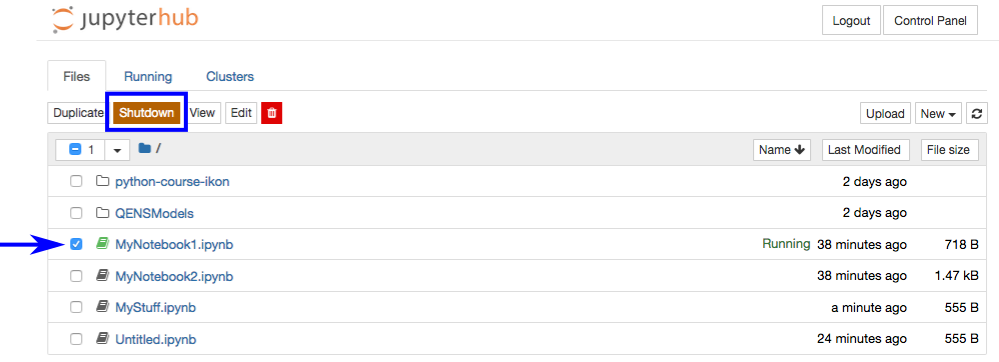 jupyterhub Logout Control Panel
Files Running Clusters
Duplicate Shutdown View Edit Upload New
1 / Name Last Modified File size
python-course-ikon 2 days ago
QENSModels 2 days ago
MyNotebook1.ipynb Running 38 minutes ago 718 B
MyNotebook2.ipynb 38 minutes ago 1.47 kB
MyStuff.ipynb a minute ago 555 B
Untitled.ipynb 24 minutes ago 555 B